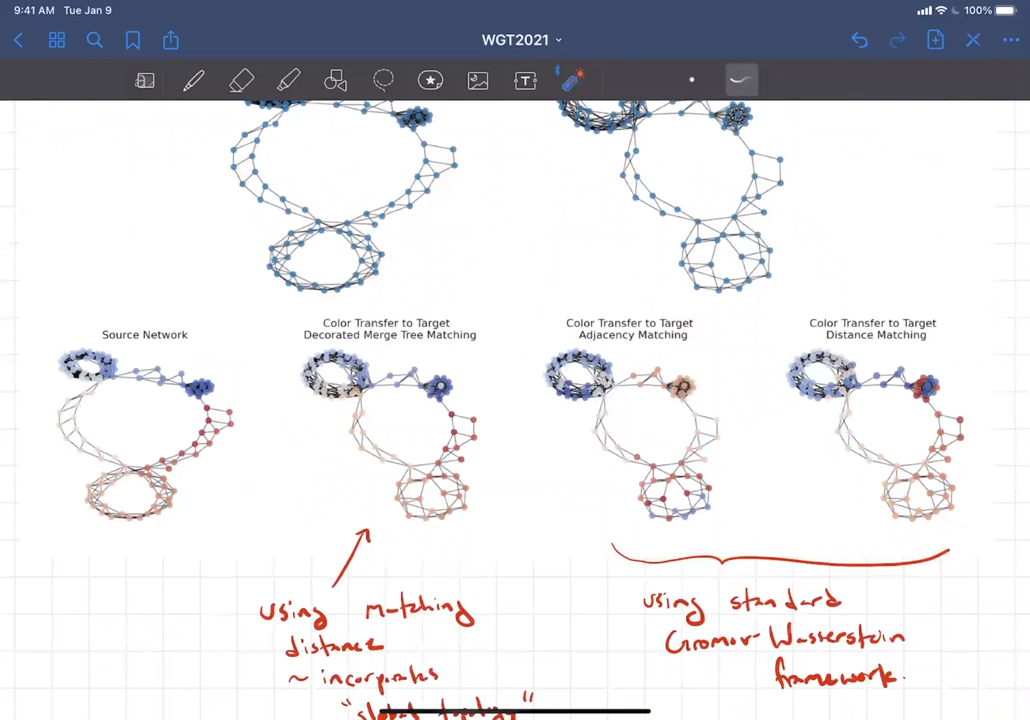 9:41 AM Tue Jan 9
100%
WGT2021
Source Network
Color Transfer to Target
Decorated Merge Tree Matching
Color Transfer to Target
Adjacency Matching
Color Transfer to Target
Distance Matching
using matching
distance
~ incorporates
"global topology"
using standard
Gromov-Wasserstein
framework.